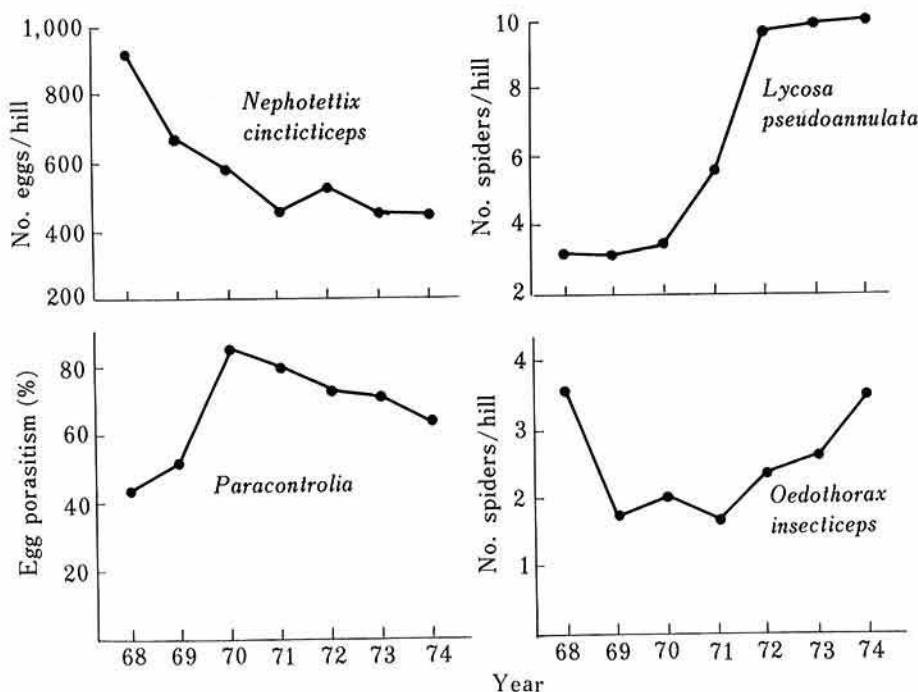 1,000
800
600
400
200
No. eggs/hill
Nephotettix
cincticticeps
10
8
6
4
2
No. spiders/hill
Lycosa
pseudoannulata
80
60
40
20
Egg porasitism (%)
Paracontrolia
68
69
70
71
72
73
74
4
3
2
1
No. spiders/hill
Oedothorax
insecticeps
68
69
70
71
72
73
74
Year